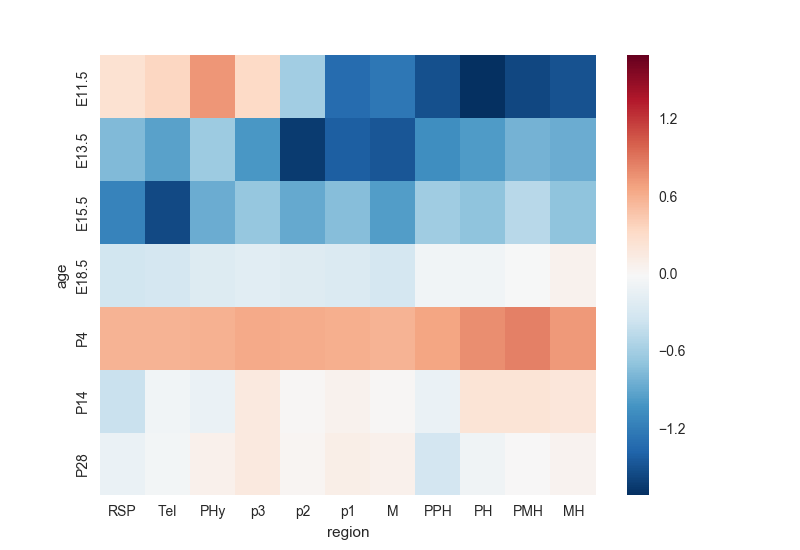 age
E11.5
E13.5
E15.5
E18.5
P4
P14
P28
RSP Tel PHy p3 p2 p1 M PPH PH PMH MH
region
1.2
0.6
0.0
−0.6
−1.2